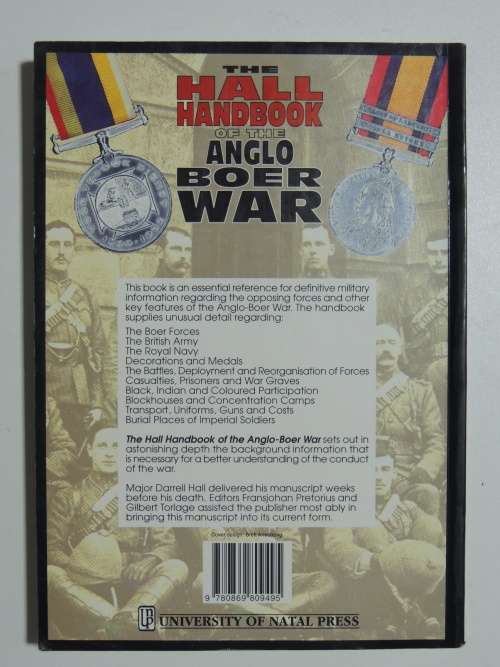 THE
HALL
HANDBOOK
OF THE
ANGLO
BOER
WAR
This book is an essential reference for definitive military
information regarding the opposing forces and other
key features of the Anglo-Boer War. The handbook
supplies unusual detail regarding:
The Boer Forces
The British Army
The Royal Navy
Decorations and Medals
The Battles, Deployment and Reorganisation of Forces
Casualties, Prisoners and War Graves
Black, Indian and Coloured Participation
Blockhouses and Concentration Camps
Transport, Uniforms, Guns and Costs
Burial Places of Imperial Soldiers
The Hall Handbook of the Anglo-Boer War sets out in
astonishing depth the background information that
is necessary for a better understanding of the conduct
of the war.
Major Darrell Hall delivered his manuscript weeks
before his death. Editors Fransjohan Pretorius and
Gilbert Torlage assisted the publisher most ably in
bringing this manuscript into its current form.
Cover design: Brett Armstrong
9 780869 809495
UNIVERSITY OF NATAL PRESS